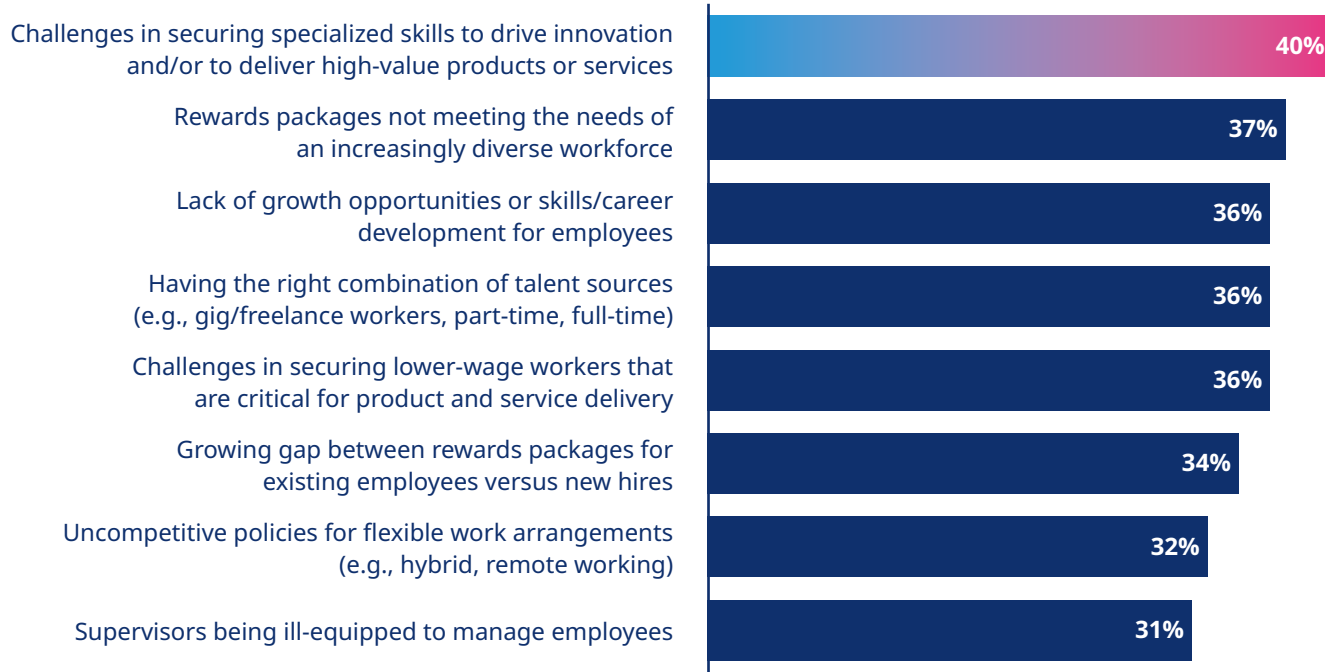 Challenges in securing specialized skills to drive innovation
and/or to deliver high-value products or services
40%
Rewards packages not meeting the needs of
an increasingly diverse workforce
37%
Lack of growth opportunities or skills/career
development for employees
36%
Having the right combination of talent sources
(e.g., gig/freelance workers, part-time, full-time)
36%
Challenges in securing lower-wage workers that
are critical for product and service delivery
36%
Growing gap between rewards packages for
existing employees versus new hires
34%
Uncompetitive policies for flexible work arrangements
(e.g., hybrid, remote working)
32%
Supervisors being ill-equipped to manage employees
31%